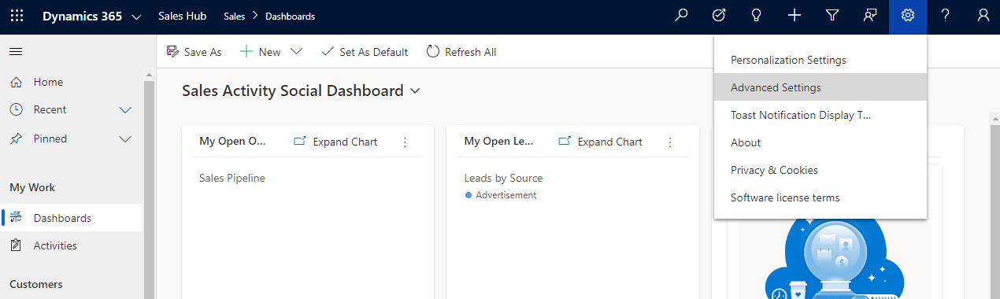 Dynamics 365 Sales Hub Sales > Dashboards ?
Save As New Set As Default Refresh All
Home
Recent
Pinned
My Work
Dashboards
Activities
Customers
Sales Activity Social Dashboard
My Open O... Expand Chart
Sales Pipeline
My Open Le... Expand Chart
Leads by Source
Advertisement
Personalization Settings
Advanced Settings
Toast Notification Display T...
About
Privacy & Cookies
Software license terms
$